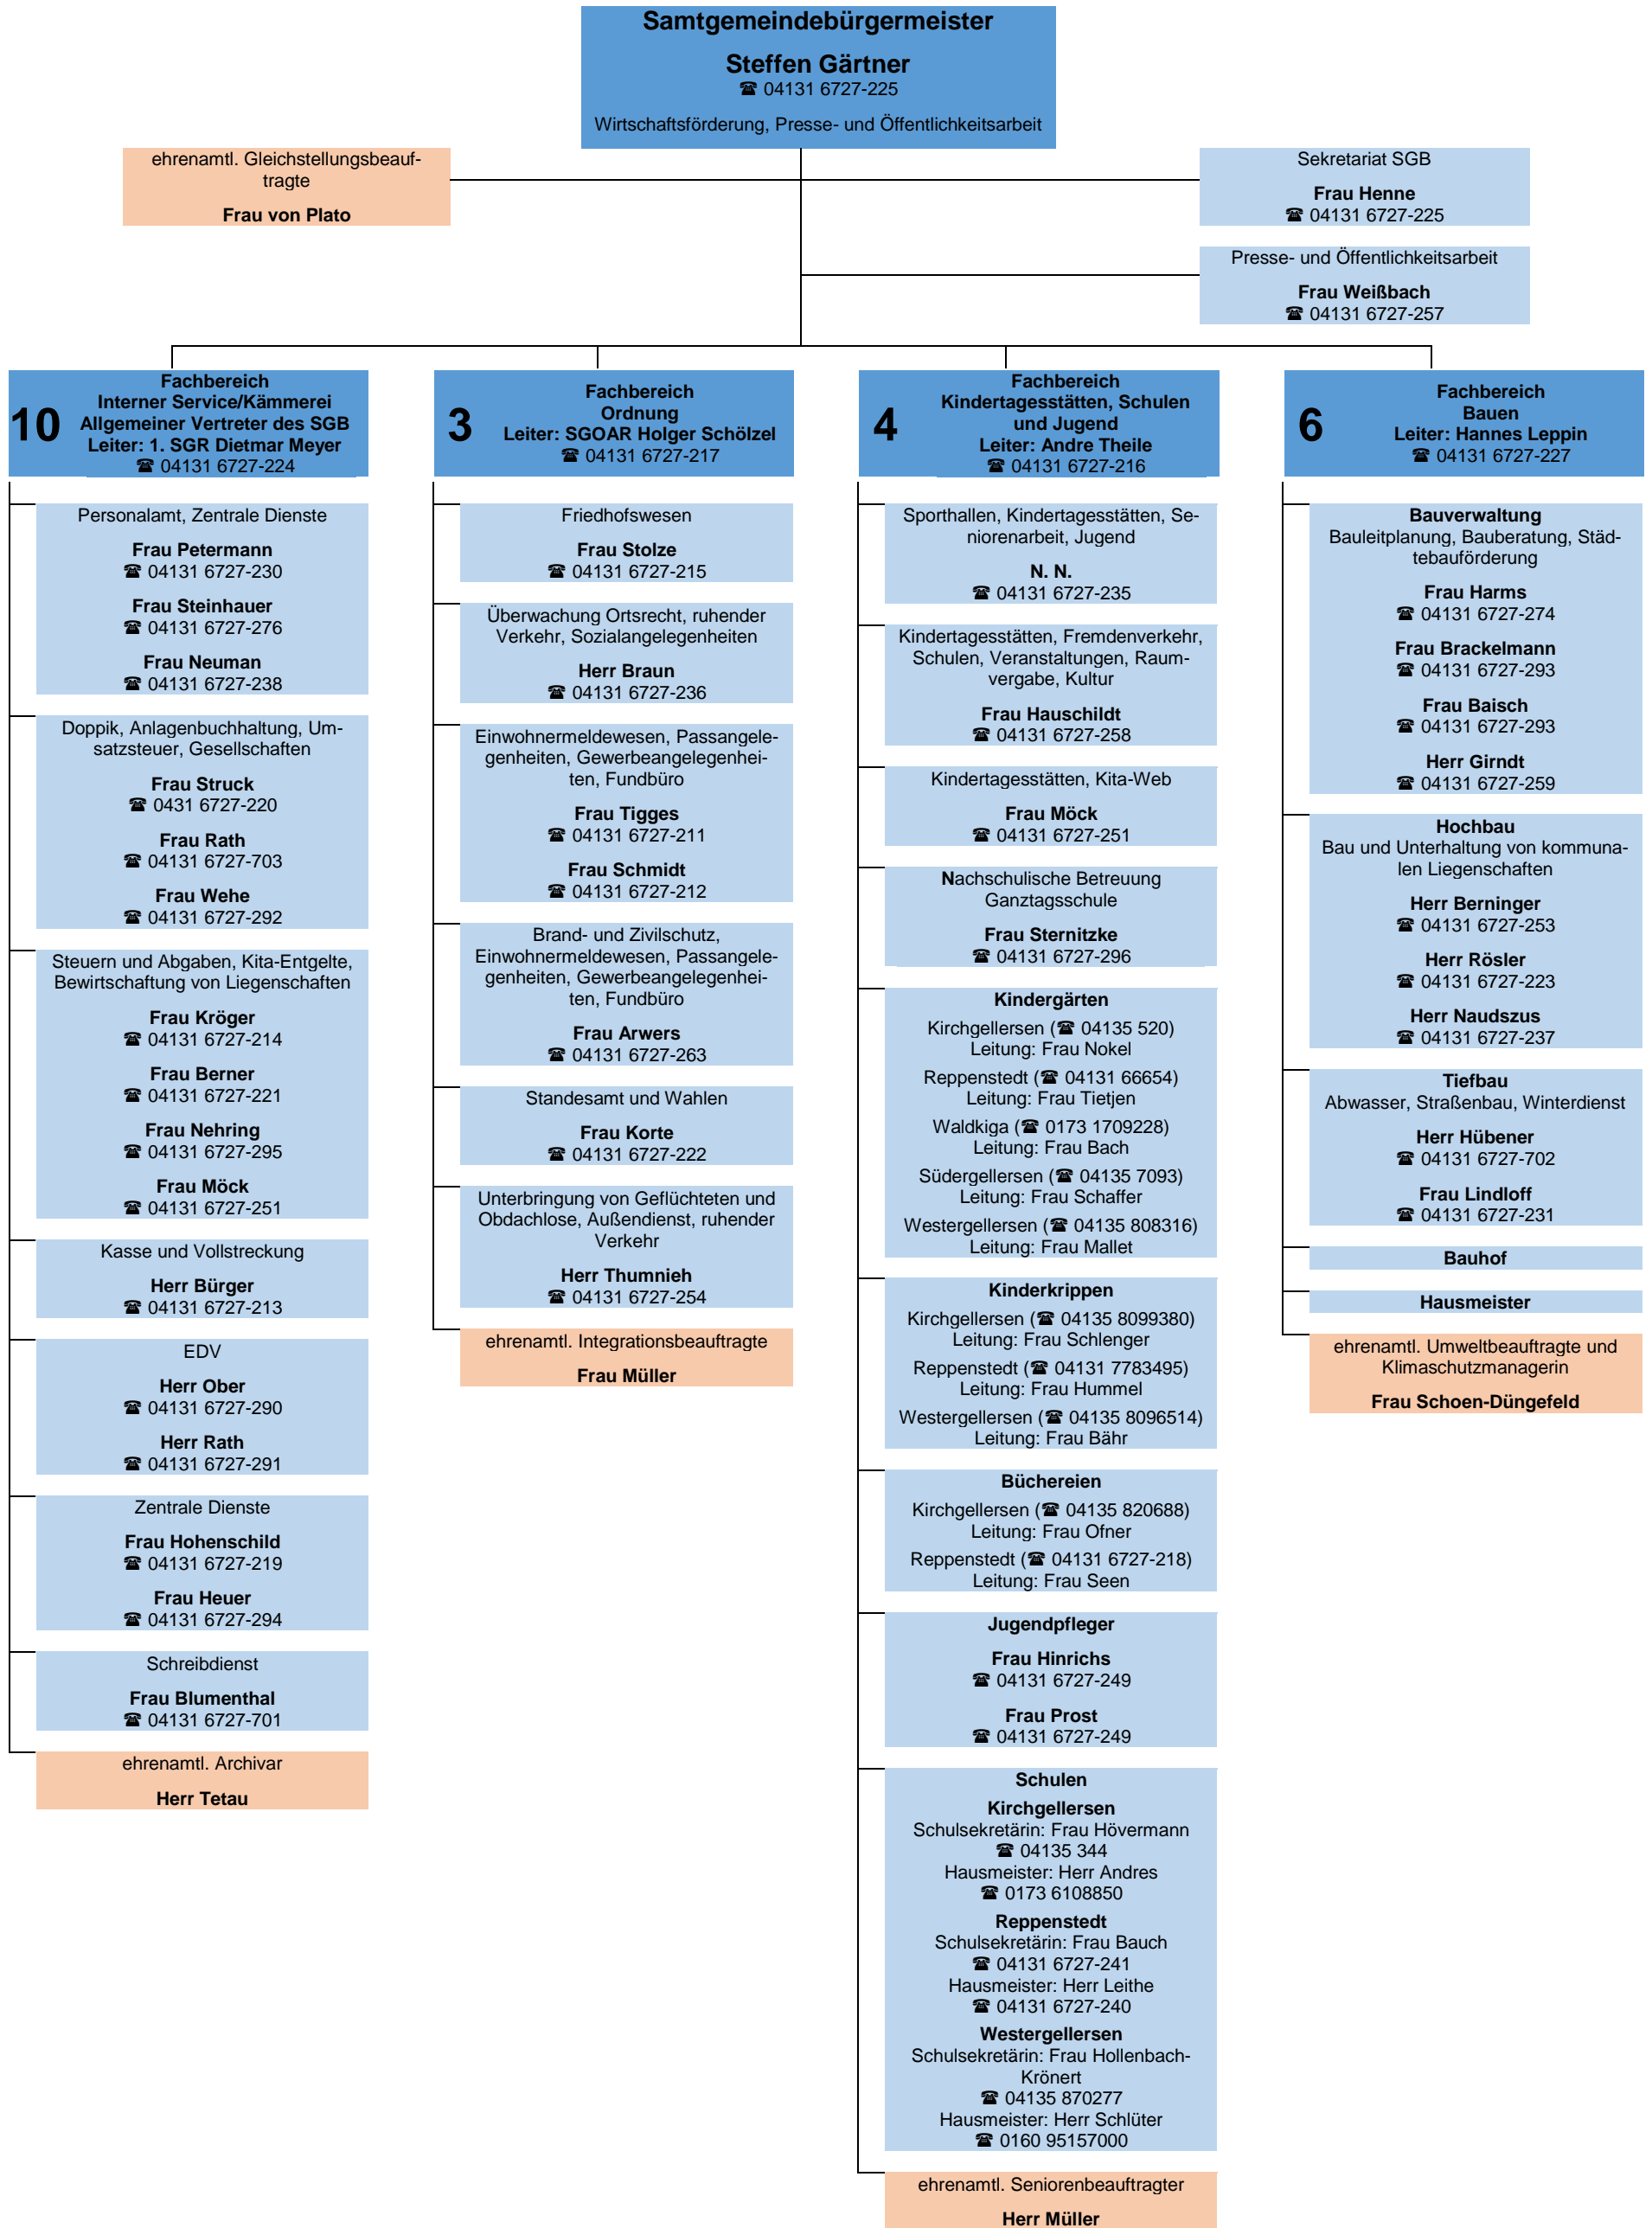 Samtgemeindebürgermeister
Steffen Gärtner
☎ 04131 6727-225
Wirtschaftsförderung, Presse- und Öffentlichkeitsarbeit
ehrenamtl. Gleichstellungsbeauf-
tragte
Frau von Plato
Sekretariat SGB
Frau Henne
☎ 04131 6727-225
Presse- und Öffentlichkeitsarbeit
Frau Weißbach
☎ 04131 6727-257
10
Fachbereich
Interner Service/Kämmerei
Allgemeiner Vertreter des SGB
Leiter: 1. SGR Dietmar Meyer
☎ 04131 6727-224
Personalamt, Zentrale Dienste
Frau Petermann
☎ 04131 6727-230
Frau Steinhauer
☎ 04131 6727-276
Frau Neuman
☎ 04131 6727-238
Doppik, Anlagenbuchhaltung, Um-
satzsteuer, Gesellschaften
Frau Struck
☎ 0431 6727-220
Frau Rath
☎ 04131 6727-703
Frau Wehe
☎ 04131 6727-292
Steuern und Abgaben, Kita-Entgelte,
Bewirtschaftung von Liegenschaften
Frau Kröger
☎ 04131 6727-214
Frau Berner
☎ 04131 6727-221
Frau Nehring
☎ 04131 6727-295
Frau Möck
☎ 04131 6727-251
Kasse und Vollstreckung
Herr Bürger
☎ 04131 6727-213
EDV
Herr Ober
☎ 04131 6727-290
Herr Rath
☎ 04131 6727-291
Zentrale Dienste
Frau Hohenschild
☎ 04131 6727-219
Frau Heuer
☎ 04131 6727-294
Schreibdienst
Frau Blumenthal
☎ 04131 6727-701
ehrenamtl. Archivar
Herr Tetau
3
Fachbereich
Ordnung
Leiter: SGOAR Holger Schölzel
☎ 04131 6727-217
Friedhofswesen
Frau Stolze
☎ 04131 6727-215
Überwachung Ortsrecht, ruhender
Verkehr, Sozialangelegenheiten
Herr Braun
☎ 04131 6727-236
Einwohnermeldewesen, Passangele-
genheiten, Gewerbeangelegenhei-
ten, Fundbüro
Frau Tigges
☎ 04131 6727-211
Frau Schmidt
☎ 04131 6727-212
Brand- und Zivilschutz,
Einwohnermeldewesen, Passangele-
genheiten, Gewerbeangelegenhei-
ten, Fundbüro
Frau Arwers
☎ 04131 6727-263
Standesamt und Wahlen
Frau Korte
☎ 04131 6727-222
Unterbringung von Geflüchteten und
Obdachlose, Außendienst, ruhender
Verkehr
Herr Thumnieh
☎ 04131 6727-254
ehrenamtl. Integrationsbeauftragte
Frau Müller
4
Fachbereich
Kindertagesstätten, Schulen
und Jugend
Leiter: Andre Theile
☎ 04131 6727-216
Sporthallen, Kindertagesstätten, Se-
niorenarbeit, Jugend
N. N.
☎ 04131 6727-235
Kindertagesstätten, Fremdenverkehr,
Schulen, Veranstaltungen, Raum-
vergabe, Kultur
Frau Hauschildt
☎ 04131 6727-258
Kindertagesstätten, Kita-Web
Frau Möck
☎ 04131 6727-251
Nachschulische Betreuung
Ganztagsschule
Frau Sternitzke
☎ 04131 6727-296
Kindergärten
Kirchgellersen (☎ 04135 520)
Leitung: Frau Nokel
Reppenstedt (☎ 04131 66654)
Leitung: Frau Tietjen
Waldkiga (☎ 0173 1709228)
Leitung: Frau Bach
Südergellersen (☎ 04135 7093)
Leitung: Frau Schaffer
Westergellersen (☎ 04135 808316)
Leitung: Frau Mallet
Kinderkrippen
Kirchgellersen (☎ 04135 8099380)
Leitung: Frau Schlenger
Reppenstedt (☎ 04131 7783495)
Leitung: Frau Hummel
Westergellersen (☎ 04135 8096514)
Leitung: Frau Bähr
Büchereien
Kirchgellersen (☎ 04135 820688)
Leitung: Frau Ofner
Reppenstedt (☎ 04131 6727-218)
Leitung: Frau Seen
Jugendpfleger
Frau Hinrichs
☎ 04131 6727-249
Frau Prost
☎ 04131 6727-249
Schulen
Kirchgellersen
Schulsekretärin: Frau Hövermann
☎ 04135 344
Hausmeister: Herr Andres
☎ 0173 6108850
Reppenstedt
Schulsekretärin: Frau Bauch
☎ 04131 6727-241
Hausmeister: Herr Leithe
☎ 04131 6727-240
Westergellersen
Schulsekretärin: Frau Hollenbach-
Krönert
☎ 04135 870277
Hausmeister: Herr Schlüter
☎ 0160 95157000
ehrenamtl. Seniorenbeauftragter
Herr Müller
6
Fachbereich
Bauen
Leiter: Hannes Leppin
☎ 04131 6727-227
Bauverwaltung
Bauleitplanung, Bauberatung, Städ-
tebauförderung
Frau Harms
☎ 04131 6727-274
Frau Brackelmann
☎ 04131 6727-293
Frau Baisch
☎ 04131 6727-293
Herr Girndt
☎ 04131 6727-259
Hochbau
Bau und Unterhaltung von kommuna-
len Liegenschaften
Herr Berninger
☎ 04131 6727-253
Herr Rösler
☎ 04131 6727-223
Herr Naudszus
☎ 04131 6727-237
Tiefbau
Abwasser, Straßenbau, Winterdienst
Herr Hübener
☎ 04131 6727-702
Frau Lindloff
☎ 04131 6727-231
Bauhof
Hausmeister
ehrenamtl. Umweltbeauftragte und
Klimaschutzmanagerin
Frau Schoen-Düngefeld